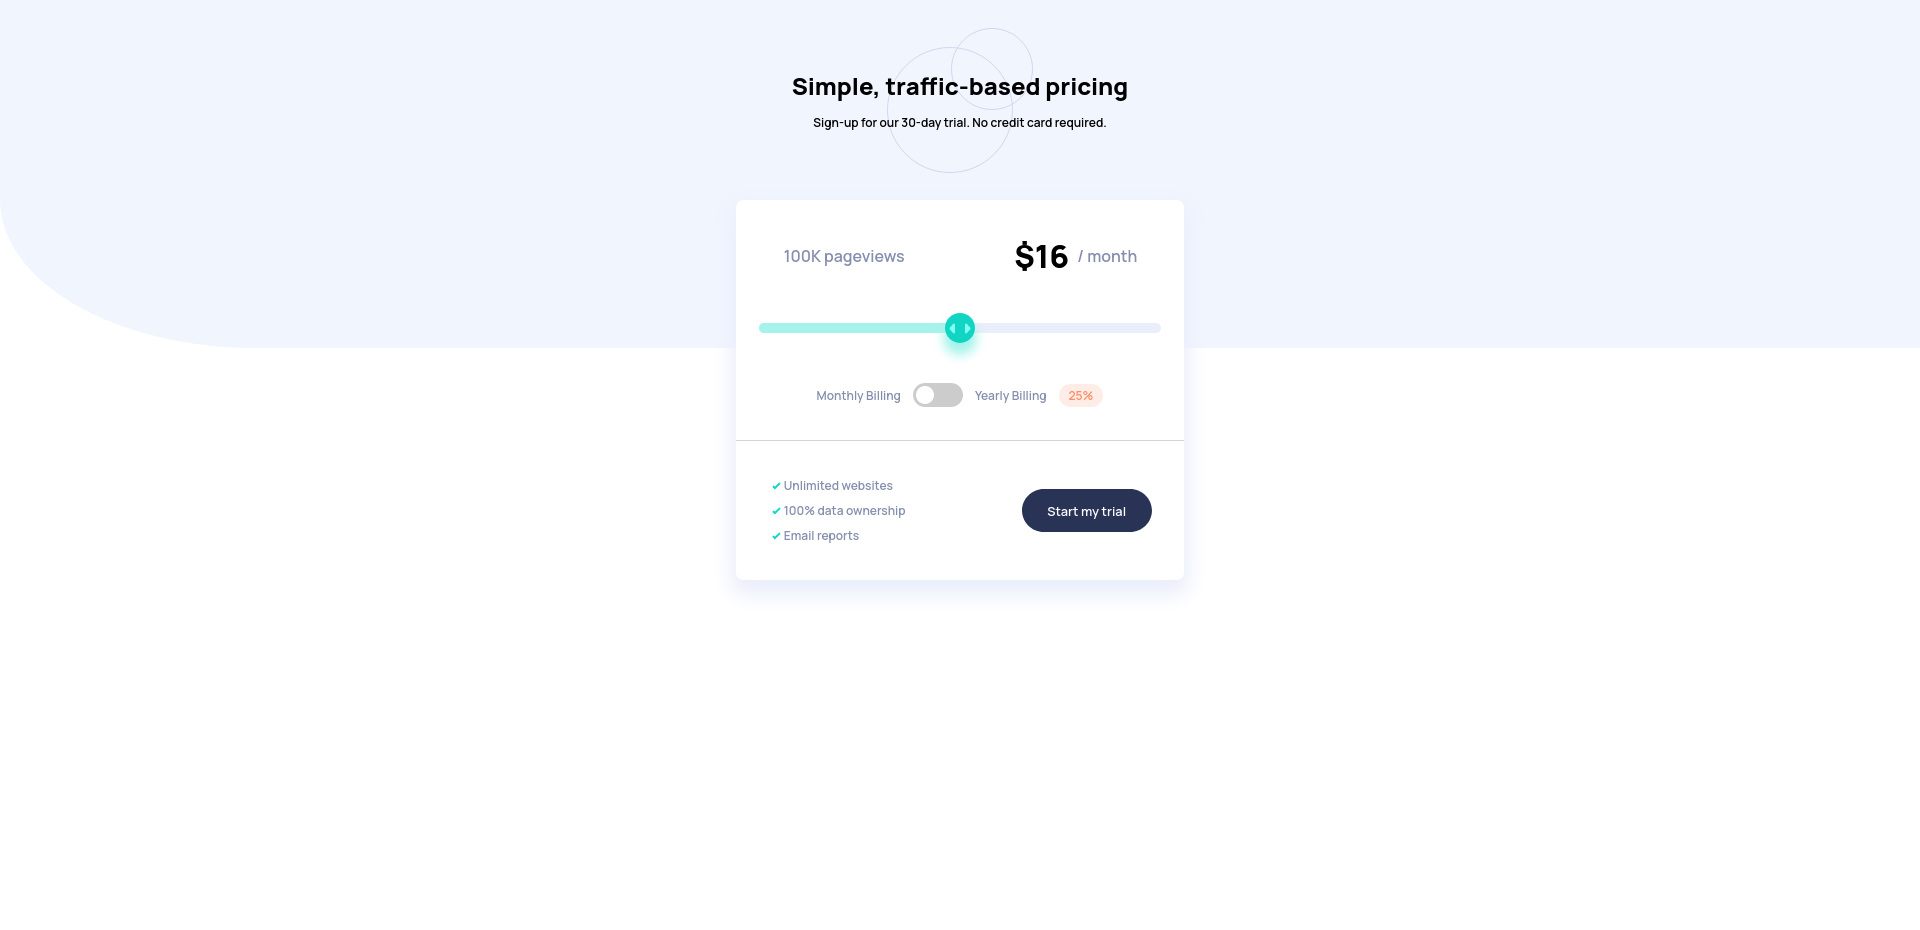 Simple, traffic-based pricing
Sign-up for our 30-day trial. No credit card required.
100K pageviews
$16 / month
Monthly Billing
Yearly Billing
25%
Unlimited websites
100% data ownership
Email reports
Start my trial